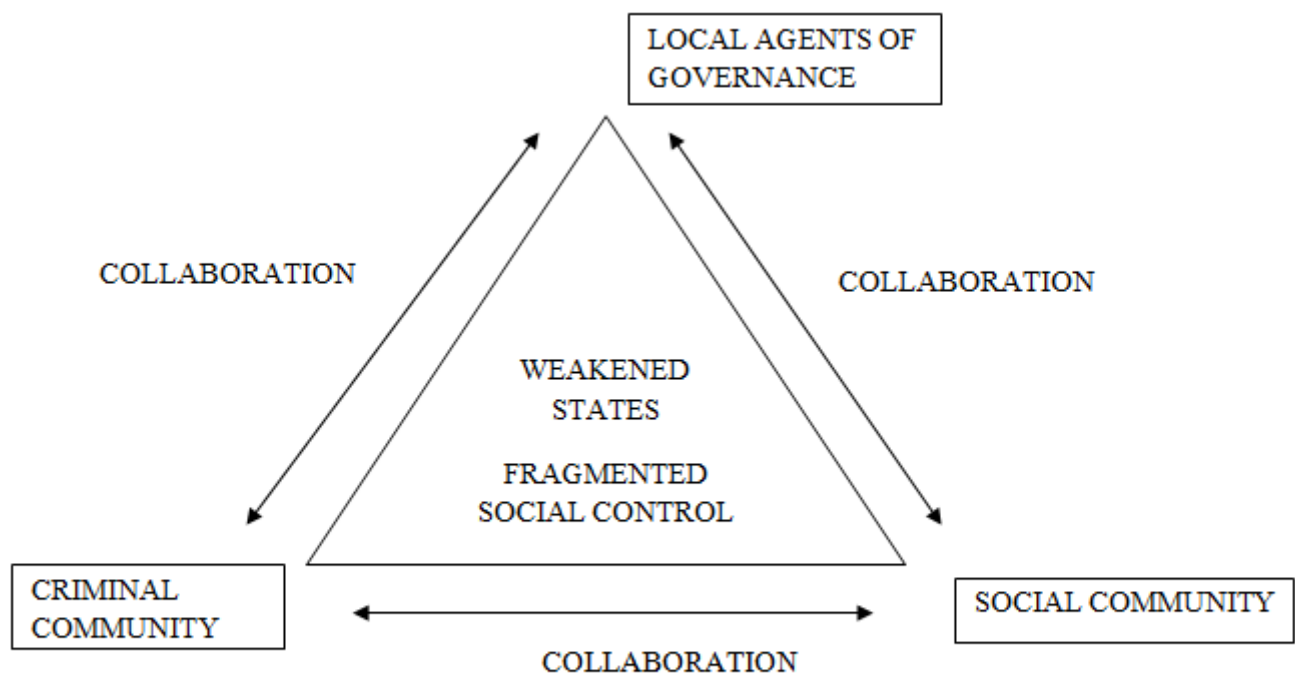 LOCAL AGENTS OF
GOVERNANCE
COLLABORATION
COLLABORATION
WEAKENED
STATES
FRAGMENTED
SOCIAL CONTROL
CRIMINAL
COMMUNITY
SOCIAL COMMUNITY
COLLABORATION